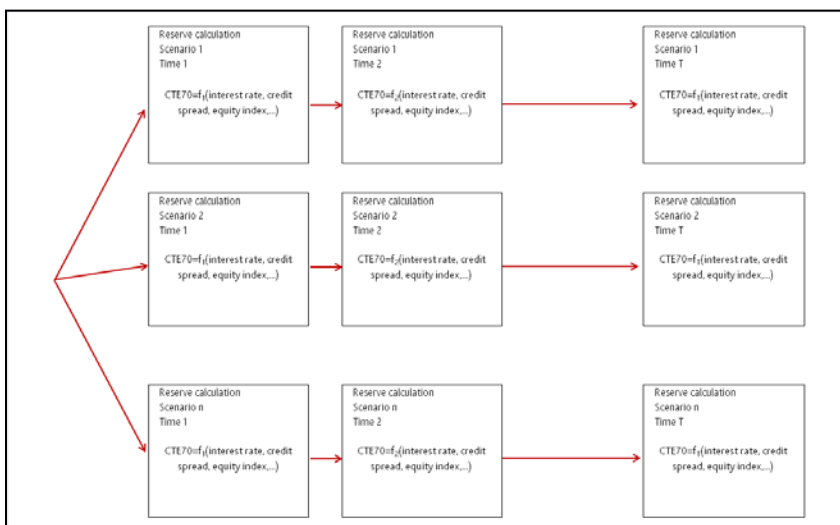 Reserve calculation
Scenario 1
Time 1
CTE70=f₁(interest rate, credit
spread, equity index,...)
Reserve calculation
Scenario 1
Time 2
CTE70=f₂(interest rate, credit
spread, equity index,...)
Reserve calculation
Scenario 1
Time T
CTE70=f₁(interest rate, credit
spread, equity index,...)
Reserve calculation
Scenario 2
Time 1
CTE70=f₁(interest rate, credit
spread, equity index,...)
Reserve calculation
Scenario 2
Time 2
CTE70=f₂(interest rate, credit
spread, equity index,...)
Reserve calculation
Scenario 2
Time T
CTE70=f₁(interest rate, credit
spread, equity index,...)
Reserve calculation
Scenario n
Time 1
CTE70=f₁(interest rate, credit
spread, equity index,...)
Reserve calculation
Scenario n
Time 2
CTE70=f₂(interest rate, credit
spread, equity index,...)
Reserve calculation
Scenario n
Time T
CTE70=f₁(interest rate, credit
spread, equity index,...)